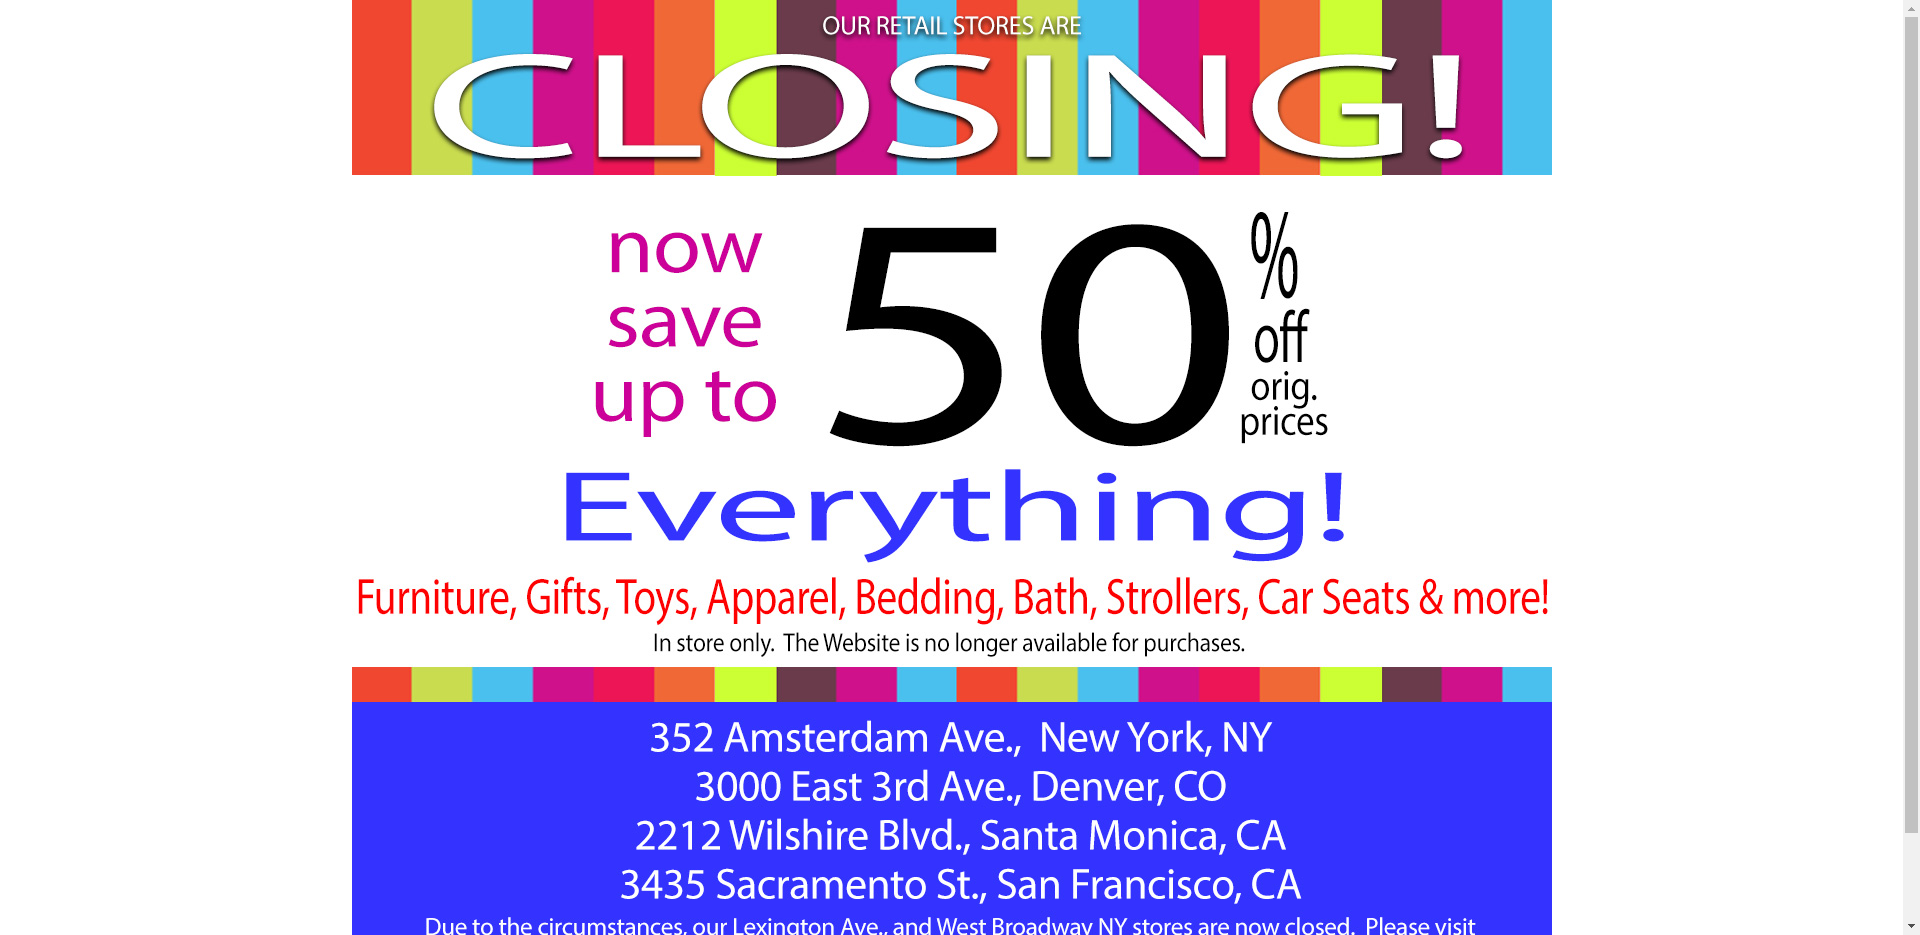 OUR RETAIL STORES ARE
CLOSING!
now
save
up to
50
%
off
orig.
prices
Everything!
Furniture, Gifts, Toys, Apparel, Bedding, Bath, Strollers, Car Seats & more!
In store only.  The Website is no longer available for purchases.
352 Amsterdam Ave.,  New York, NY
3000 East 3rd Ave., Denver, CO
2212 Wilshire Blvd., Santa Monica, CA
3435 Sacramento St., San Francisco, CA
Due to the circumstances, our Lexington Ave., and West Broadway NY stores are now closed.  Please visit